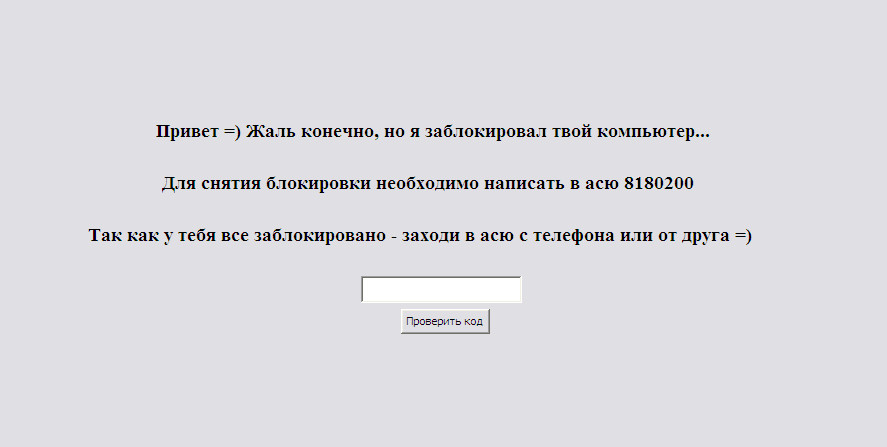 Привет =) Жаль конечно, но я заблокировал твой компьютер...
Для снятия блокировки необходимо написать в асю 8180200
Так как у тебя все заблокировано - заходи в асю с телефона или от друга =)
Проверить код